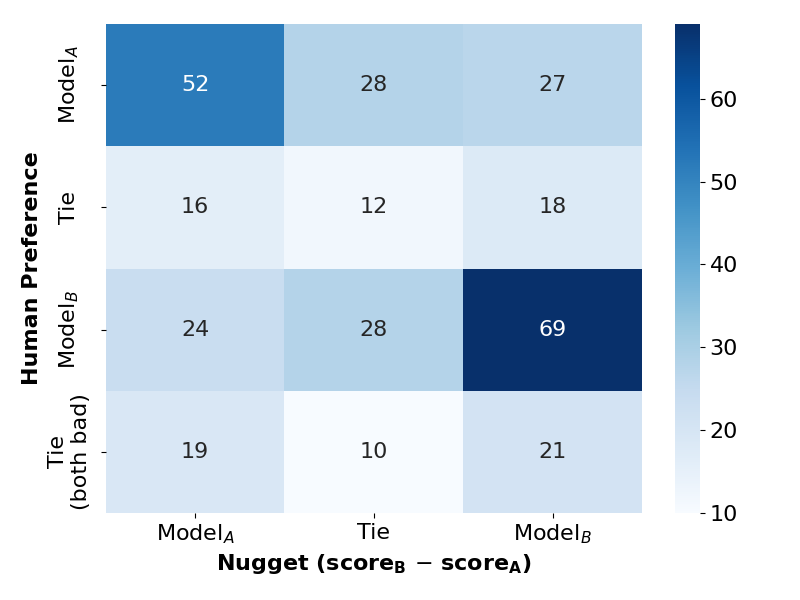 Human Preference
Model_A
52 28 27
Tie
16 12 18
Model_B
24 28 69
Tie
(both bad)
19 10 21
Model_A Tie Model_B
Nugget (score_B − score_A)
60
50
40
30
20
10